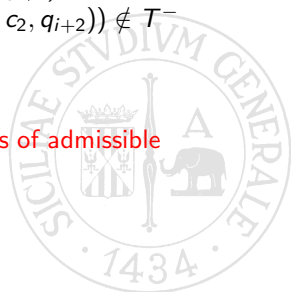 c₂, qᵢ₊₂)) ∉ T⁻
s of admissible
SICILIAE STVDIVM GENERALE
A
· 1434 ·